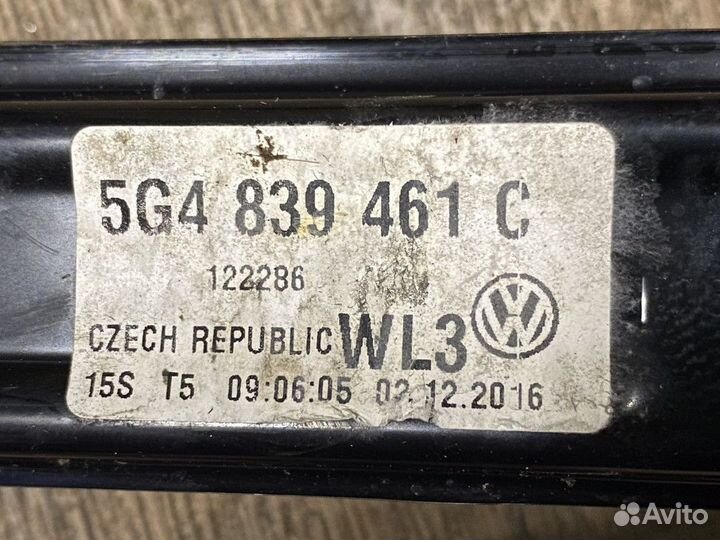 5G4 839 461 C
122286
CZECH REPUBLIC WL3
15S T5 09:06:05 02.12.2016
Avito